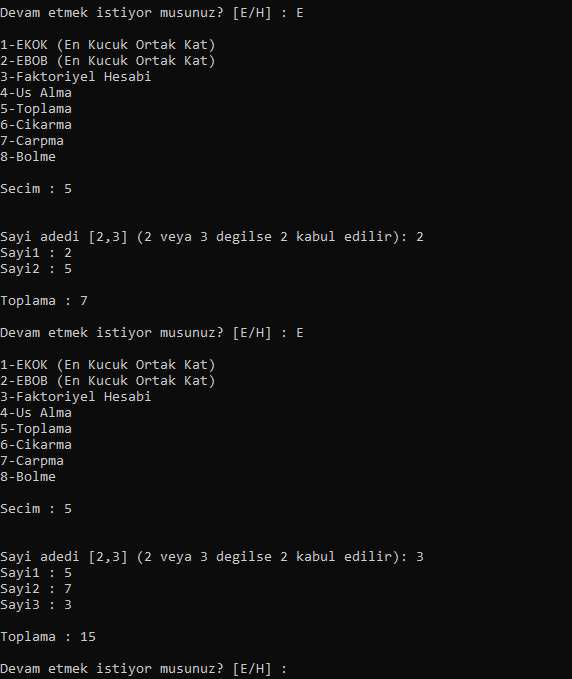 Devam etmek istiyor musunuz? [E/H] : E
1-EKOK (En Kucuk Ortak Kat)
2-EBOB (En Kucuk Ortak Kat)
3-Faktoriyel Hesabi
4-Us Alma
5-Toplama
6-Cikarma
7-Carpma
8-Bolme
Secim : 5
Sayi adedi [2,3] (2 veya 3 degilse 2 kabul edilir): 2
Sayi1 : 2
Sayi2 : 5
Toplama : 7
Devam etmek istiyor musunuz? [E/H] : E
1-EKOK (En Kucuk Ortak Kat)
2-EBOB (En Kucuk Ortak Kat)
3-Faktoriyel Hesabi
4-Us Alma
5-Toplama
6-Cikarma
7-Carpma
8-Bolme
Secim : 5
Sayi adedi [2,3] (2 veya 3 degilse 2 kabul edilir): 3
Sayi1 : 5
Sayi2 : 7
Sayi3 : 3
Toplama : 15
Devam etmek istiyor musunuz? [E/H] :